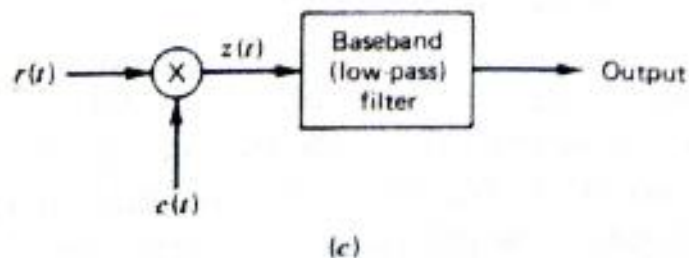 z(t)
Baseband
(low-pass)
filter
r(t)
X
Output
c(t)
(c)